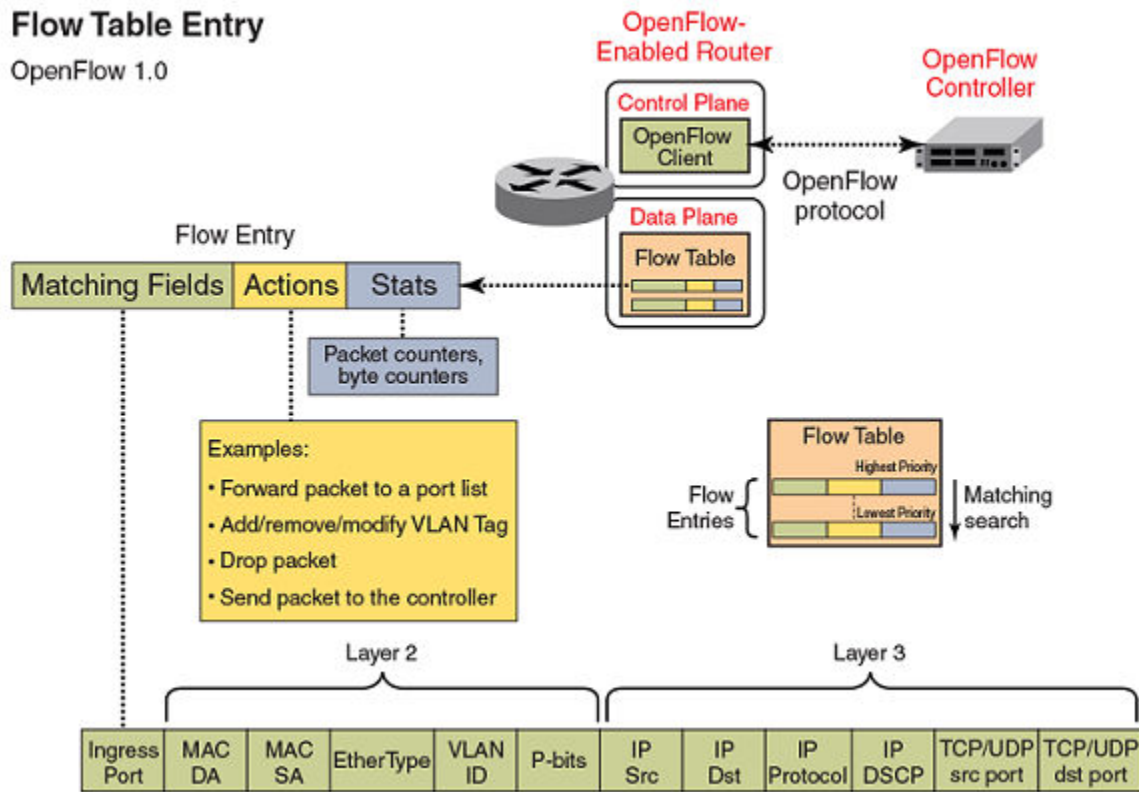 Flow Table Entry
OpenFlow 1.0
OpenFlow-
Enabled Router
OpenFlow
Controller
Control Plane
OpenFlow
Client
OpenFlow
protocol
Data Plane
Flow Table
Flow Entry
Matching Fields
Actions
Stats
Packet counters,
byte counters
Examples:
• Forward packet to a port list
• Add/remove/modify VLAN Tag
• Drop packet
• Send packet to the controller
Flow Table
Highest Priority
Lowest Priority
Flow
Entries
Matching
search
Layer 2
Layer 3
Ingress
Port
MAC
DA
MAC
SA
EtherType
VLAN
ID
P-bits
IP
Src
IP
Dst
IP
Protocol
IP
DSCP
TCP/UDP
src port
TCP/UDP
dst port